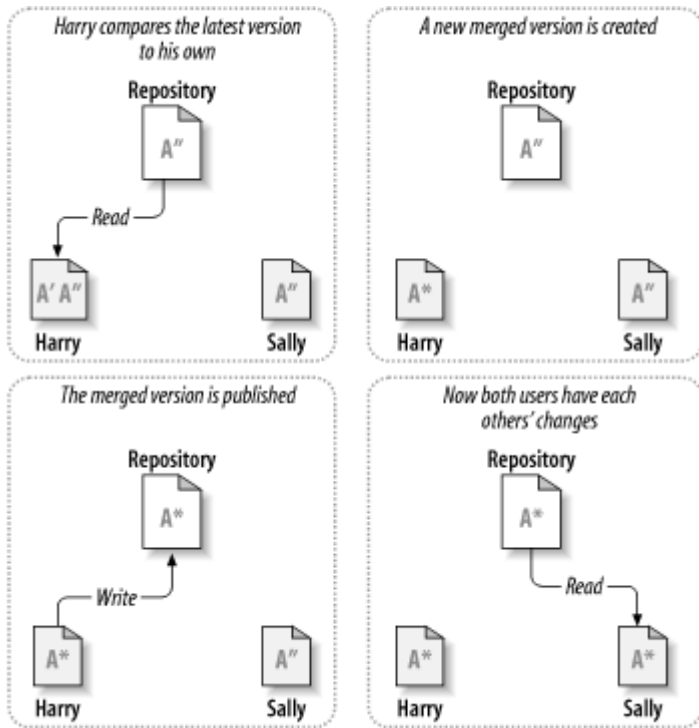 Harry compares the latest version
to his own
Repository
A″
Read
A′ A″
A″
Harry
Sally
A new merged version is created
Repository
A″
A*
A″
Harry
Sally
The merged version is published
Repository
A*
Write
A*
A″
Harry
Sally
Now both users have each
others’ changes
Repository
A*
Read
A*
A*
Harry
Sally